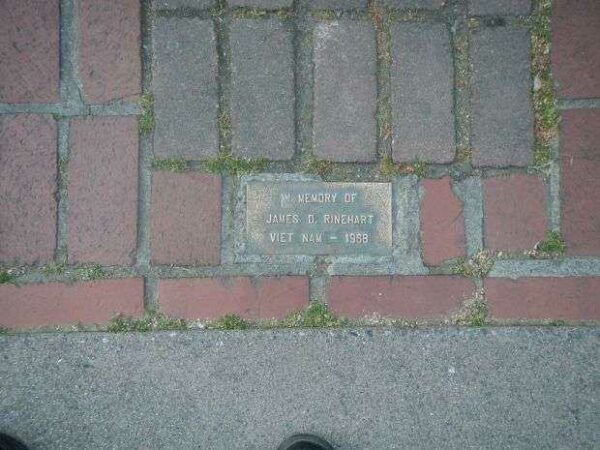 IN MEMORY OF
JAMES D. RINEHART
VIET NAM - 1968